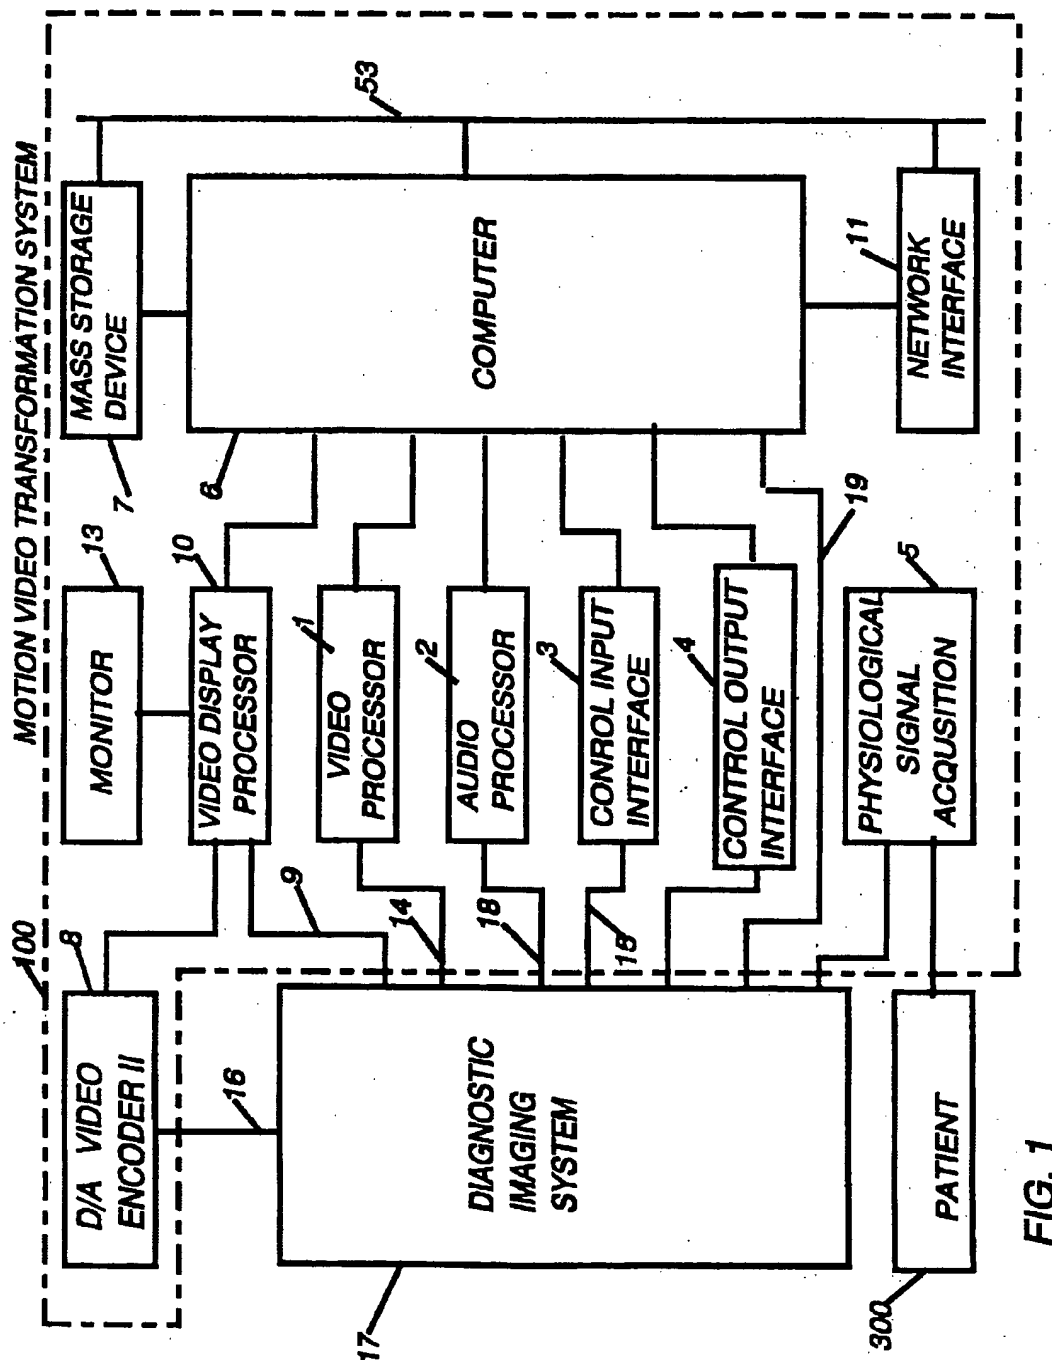 MOTION VIDEO TRANSFORMATION SYSTEM
100
D/A VIDEO
ENCODER II
8
MONITOR
13
MASS STORAGE
DEVICE
7
16
VIDEO DISPLAY
PROCESSOR
10
6
9
VIDEO
PROCESSOR
1
53
17
DIAGNOSTIC
IMAGING
SYSTEM
14
18
15
AUDIO
PROCESSOR
2
COMPUTER
CONROL INPUT
INTERFACE
3
CONTROL OUTPUT
INTERFACE
4
19
300
PATIENT
PHYSIOLOGICAL
SIGNAL
ACQUSITION
5
11
NETWORK
INTERFACE
FIG. 1